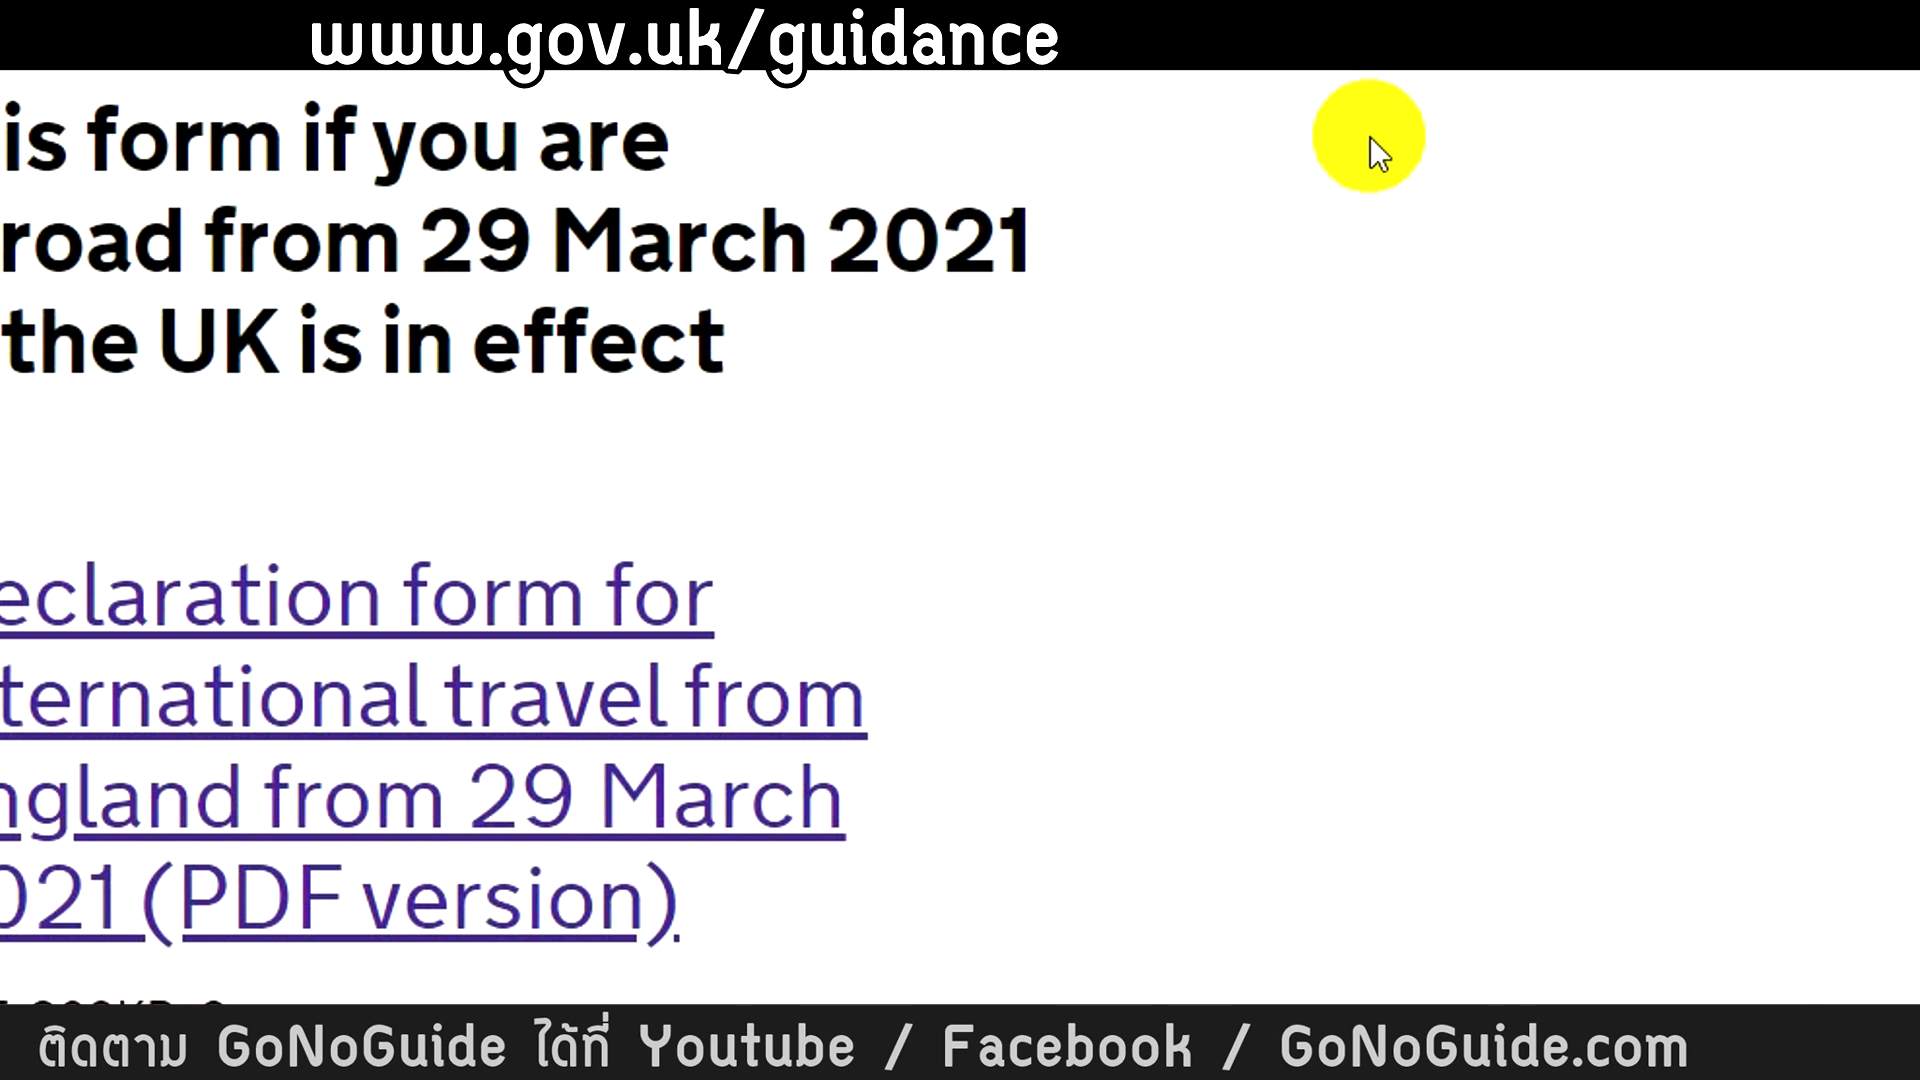 www.gov.uk/guidance
is form if you are
road from 29 March 2021
the UK is in effect
eclaration form for
ternational travel from
ngland from 29 March
021 (PDF version).
ติดตาม GoNoGuide ได้ที่ Youtube / Facebook / GoNoGuide.com